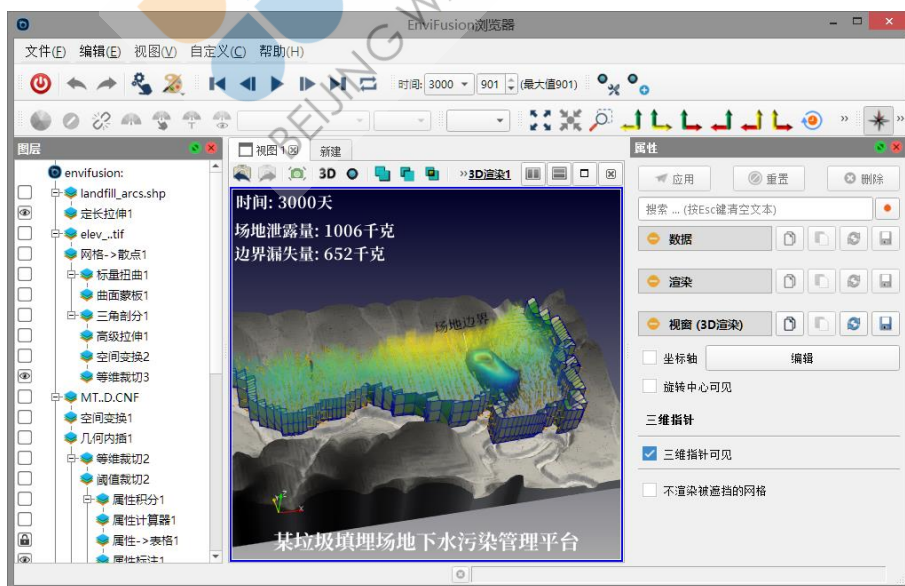 BEIJING W
EnviFusion浏览器
文件(F) 编辑(E) 视图(V) 自定义(C) 帮助(H)
时间: 3000 901 (最大值901)
图层
视图 1
新建
属性
3D
»3D渲染1
应用
重置
删除
搜索 ... (按Esc键清空文本)
数据
渲染
视窗 (3D渲染)
坐标轴
编辑
旋转中心可见
三维指针
三维指针可见
不渲染被遮挡的网格
envifusion:
landfill_arcs.shp
定长拉伸1
elev_..tif
网格->散点1
标量扭曲1
曲面蒙板1
三角剖分1
高级拉伸1
空间变换2
等维裁切3
MT..D.CNF
空间变换1
几何内插1
等维裁切2
阈值裁切2
属性积分1
属性计算器1
属性->表格1
属性标注1
时间: 3000天
场地泄露量: 1006千克
边界漏失量: 652千克
场地边界
某垃圾填埋场地下水污染管理平台